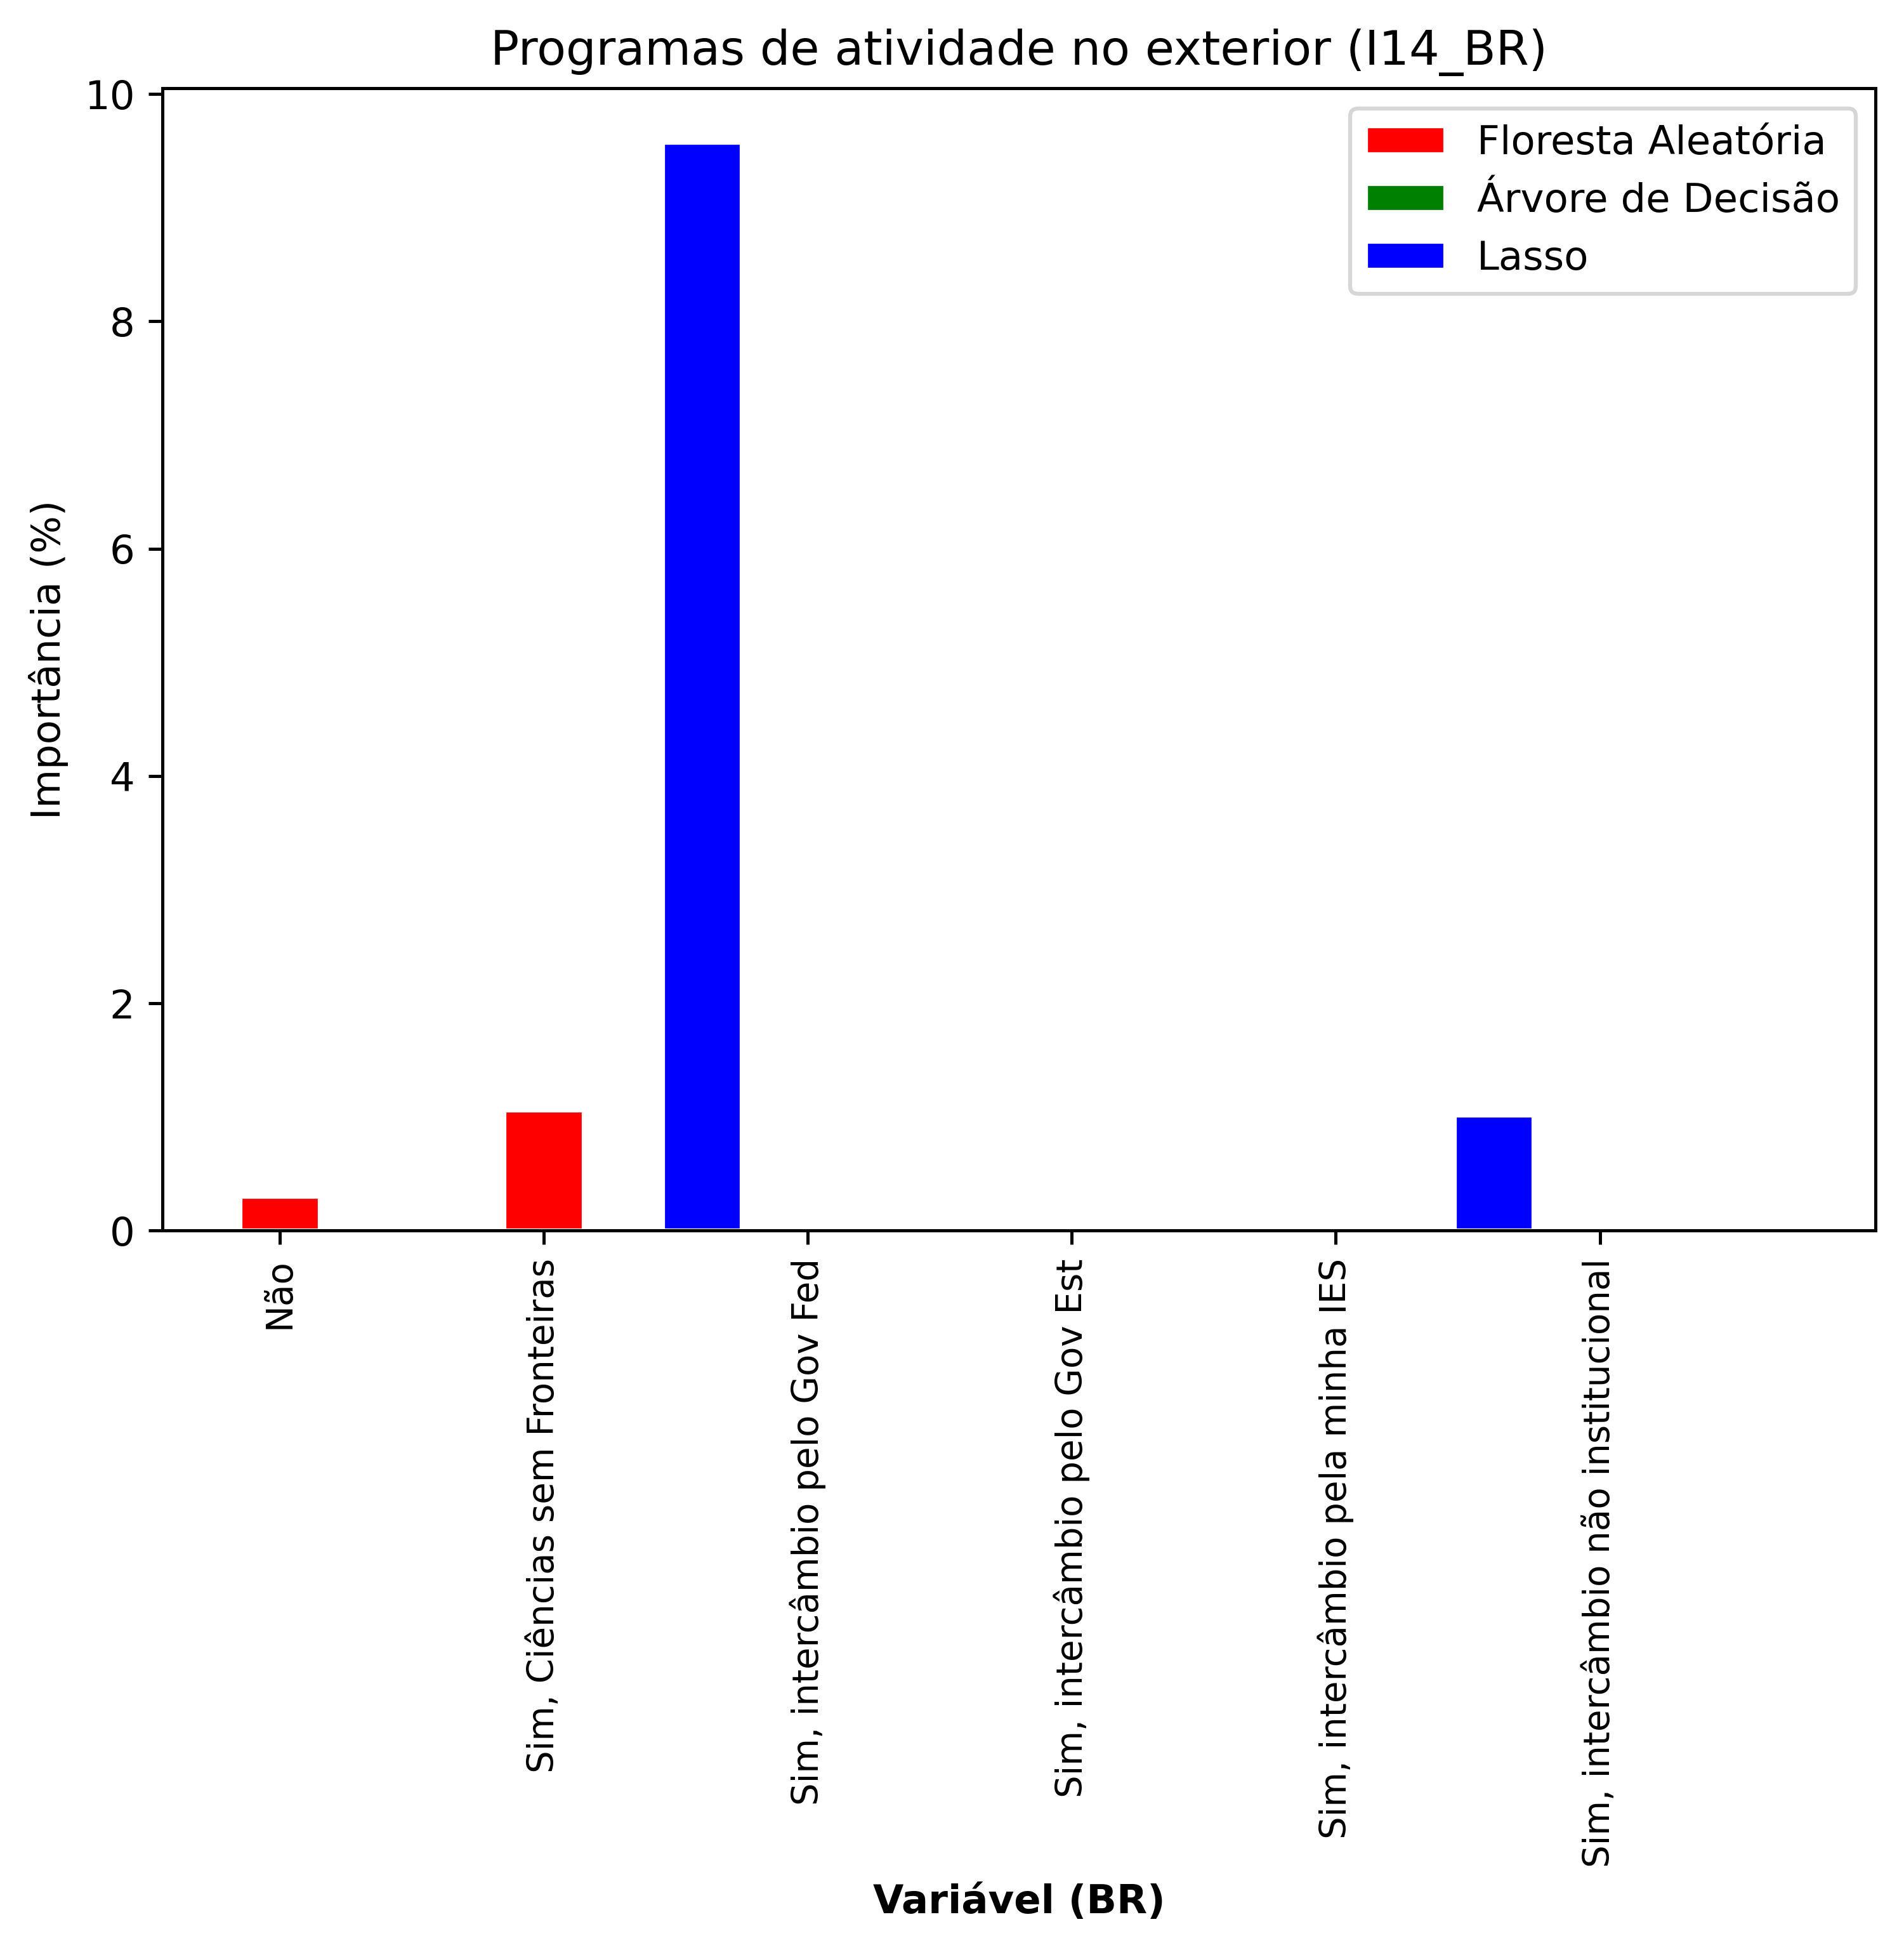 Programas de atividade no exterior (I14_BR)
Floresta Aleatória
Árvore de Decisão
Lasso
Importância (%)
10
8
6
4
2
0
Não
Sim, Ciências sem Fronteiras
Sim, intercâmbio pelo Gov Fed
Sim, intercâmbio pelo Gov Est
Sim, intercâmbio pela minha IES
Sim, intercâmbio não institucional
Variável (BR)